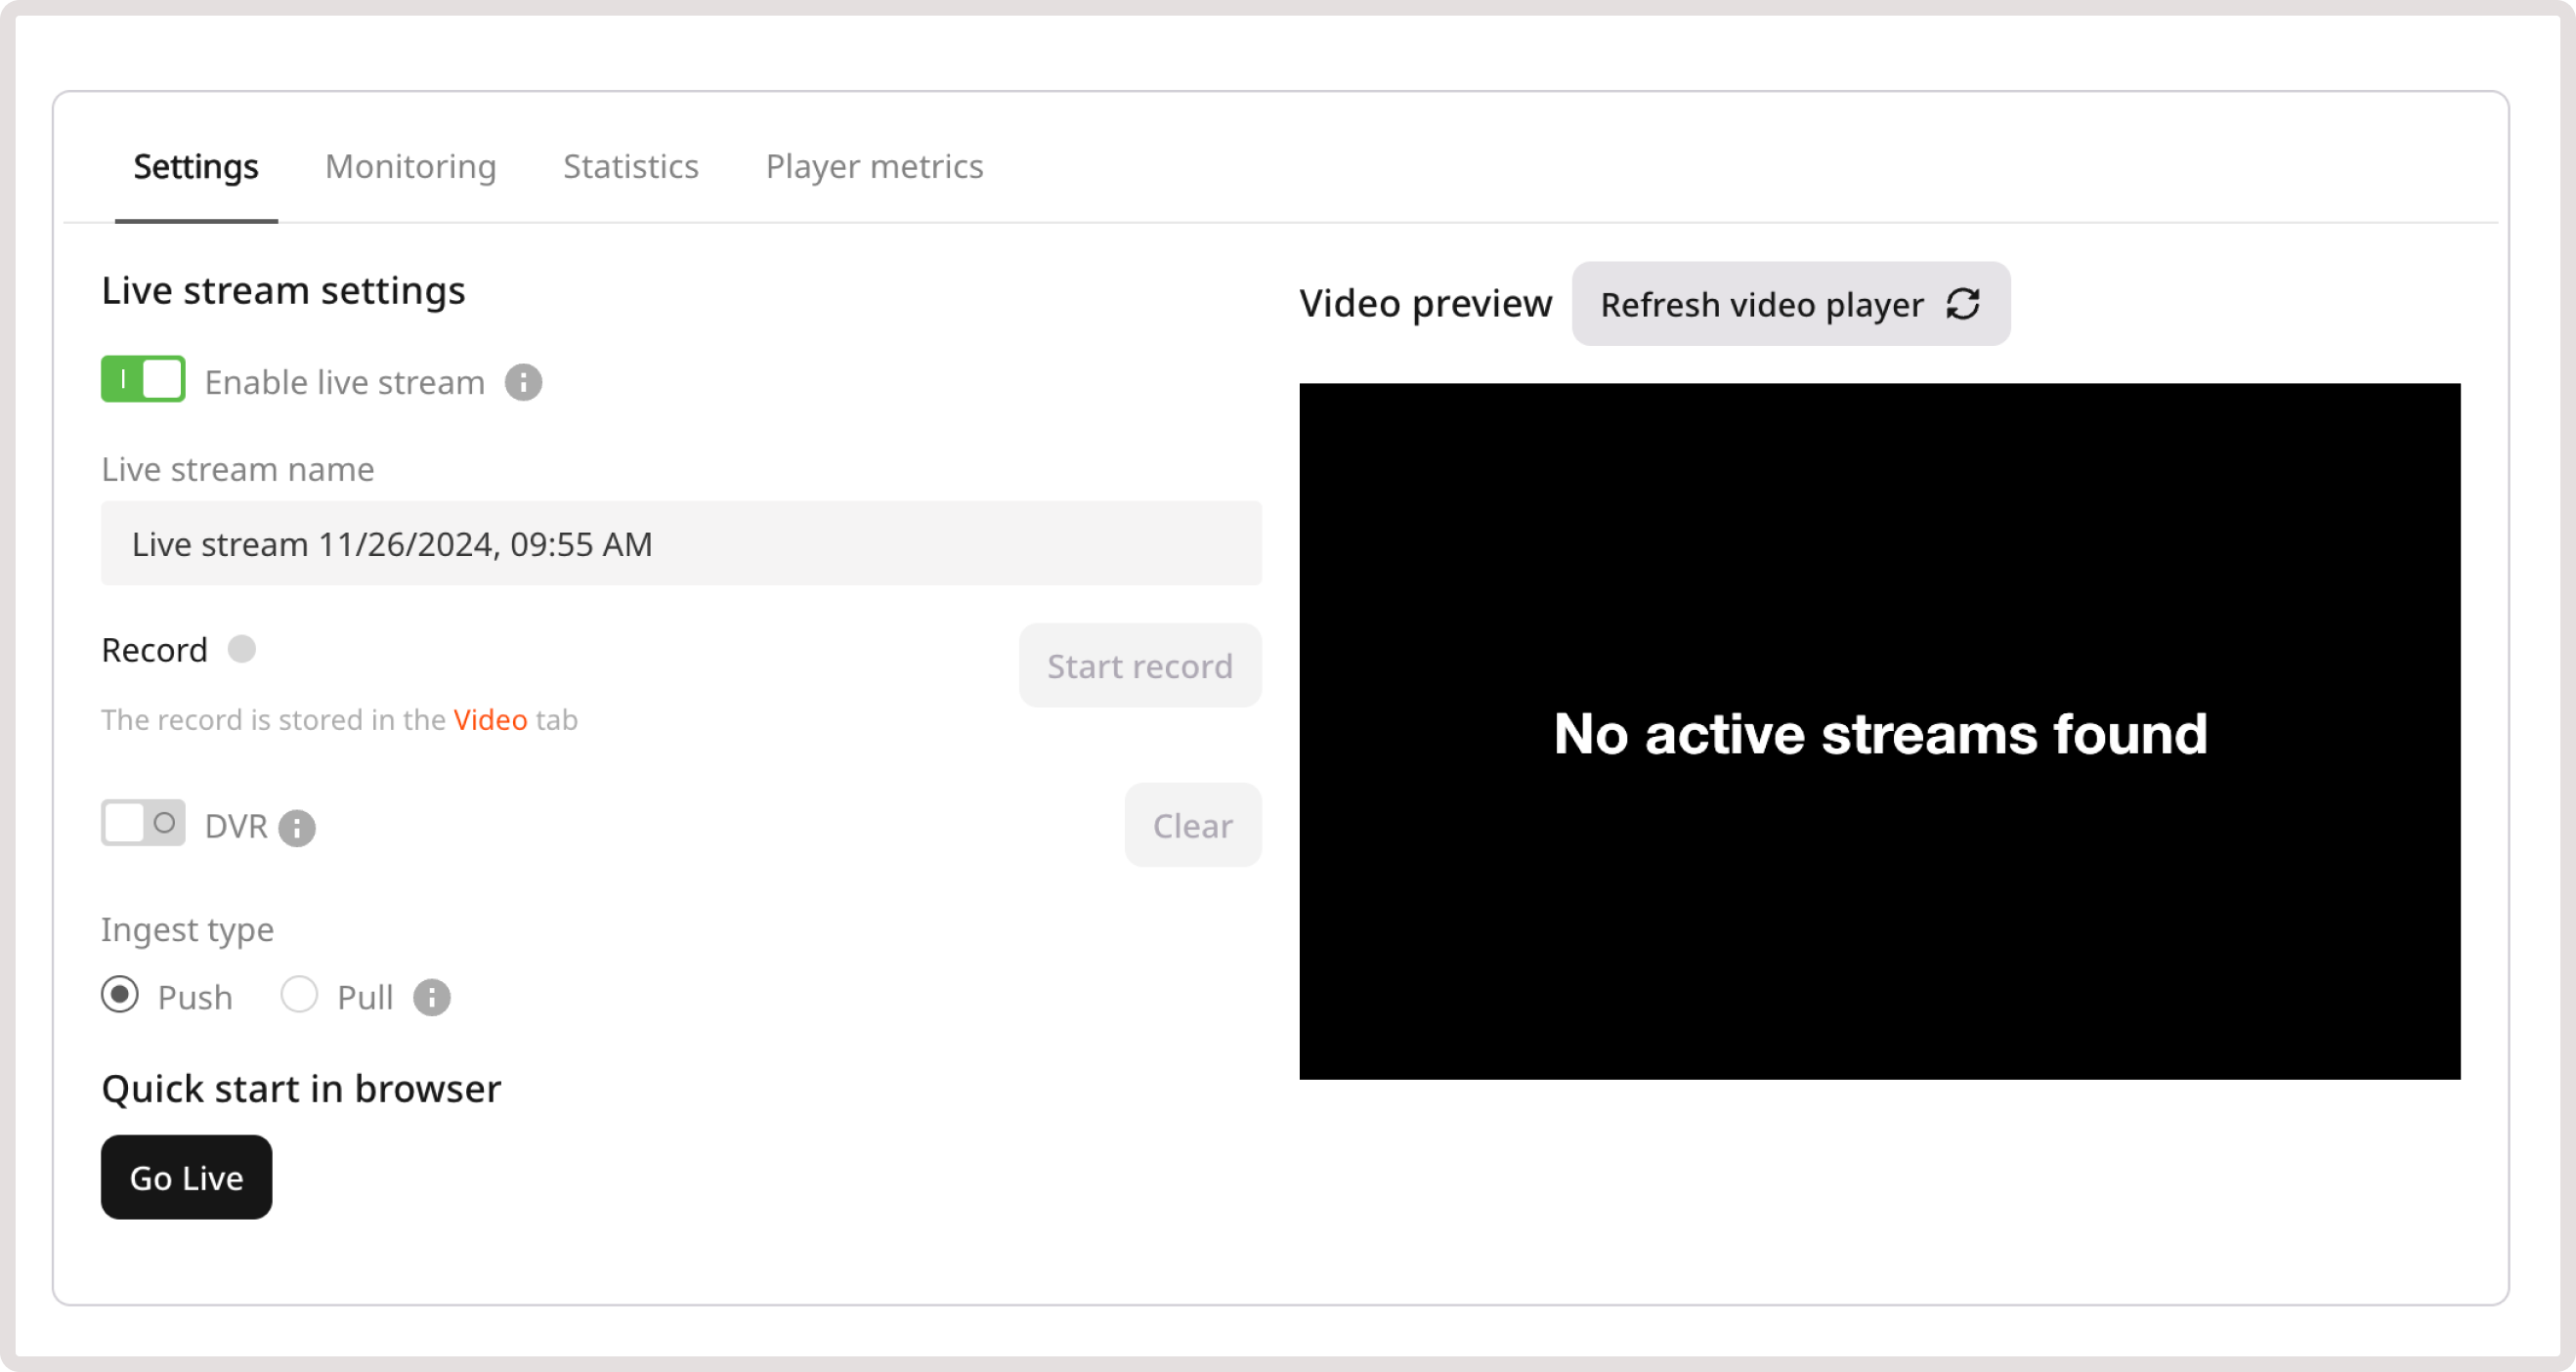 Settings Monitoring Statistics Player metrics
Live stream settings
Enable live stream
Live stream name
Live stream 11/26/2024, 09:55 AM
Record
Start record
The record is stored in the Video tab
DVR
Clear
Ingest type
Push Pull
Quick start in browser
Go Live
Video preview
Refresh video player
No active streams found